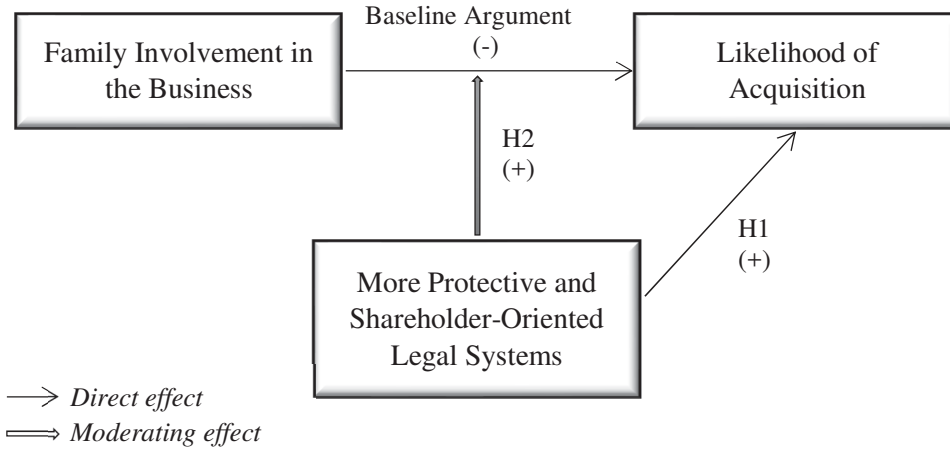 Baseline Argument
(-)
Family Involvement in
the Business
Likelihood of
Acquisition
H2
(+)
H1
(+)
More Protective and
Shareholder-Oriented
Legal Systems
Direct effect
Moderating effect